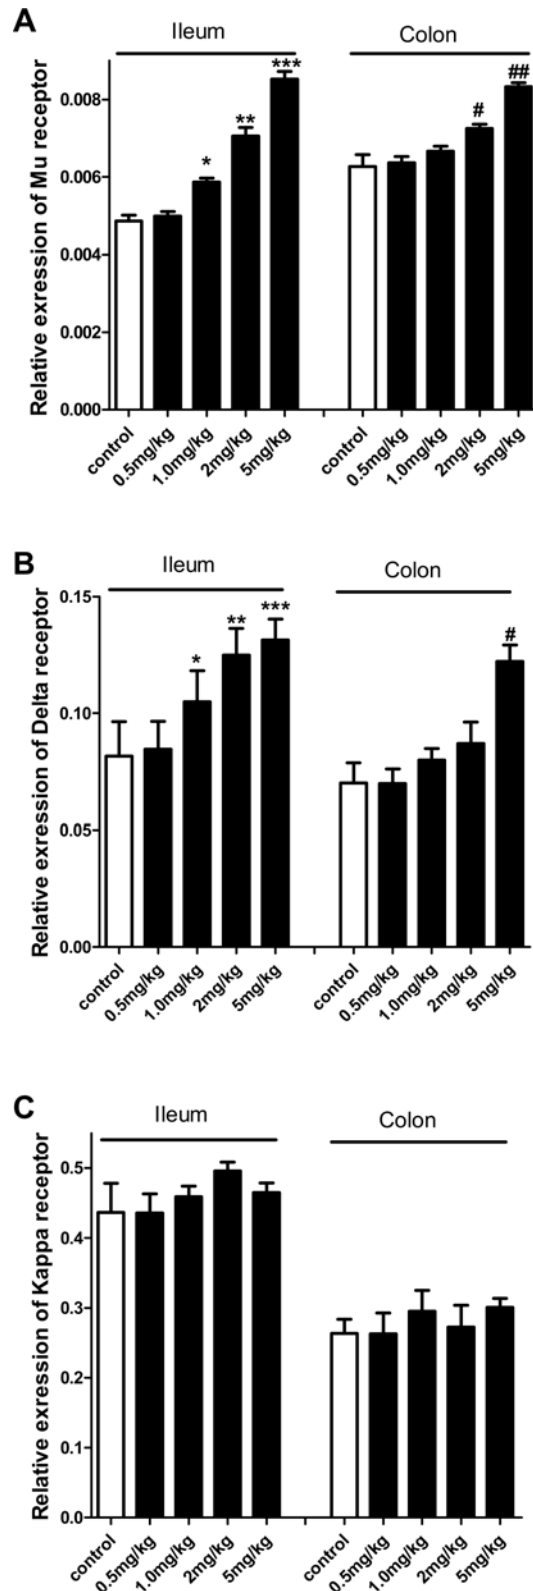 A
Ileum
Colon
Relative exression of Mu receptor
0.008
0.006
0.004
0.002
0.000
*
**
***
#
##
control
0.5mg/kg
1.0mg/kg
2mg/kg
5mg/kg
control
0.5mg/kg
1.0mg/kg
2mg/kg
5mg/kg
B
Ileum
Colon
Relative exression of Delta receptor
0.15
0.10
0.05
0.00
*
**
***
#
control
0.5mg/kg
1.0mg/kg
2mg/kg
5mg/kg
control
0.5mg/kg
1.0mg/kg
2mg/kg
5mg/kg
C
Ileum
Colon
Relative exression of Kappa receptor
0.5
0.4
0.3
0.2
0.1
0.0
control
0.5mg/kg
1.0mg/kg
2mg/kg
5mg/kg
control
0.5mg/kg
1.0mg/kg
2mg/kg
5mg/kg